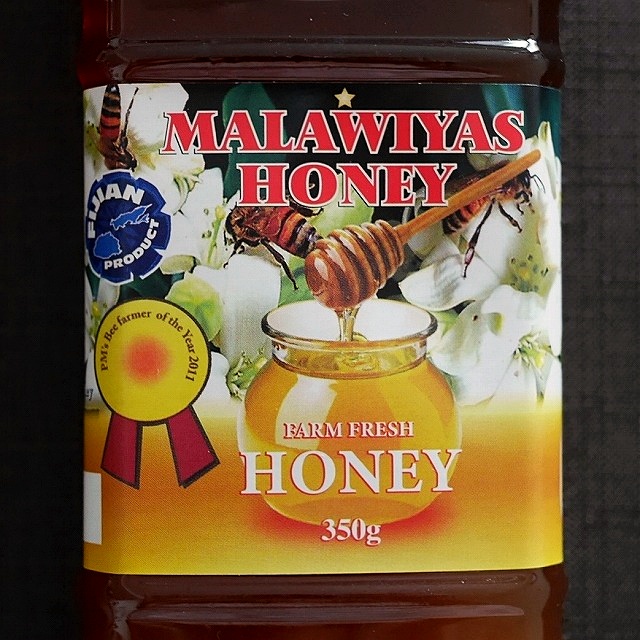 MALAWIYAS
HONEY
FIJIAN
PRODUCT
PM's Bee farmer of the Year 2011
FARM FRESH
HONEY
350g